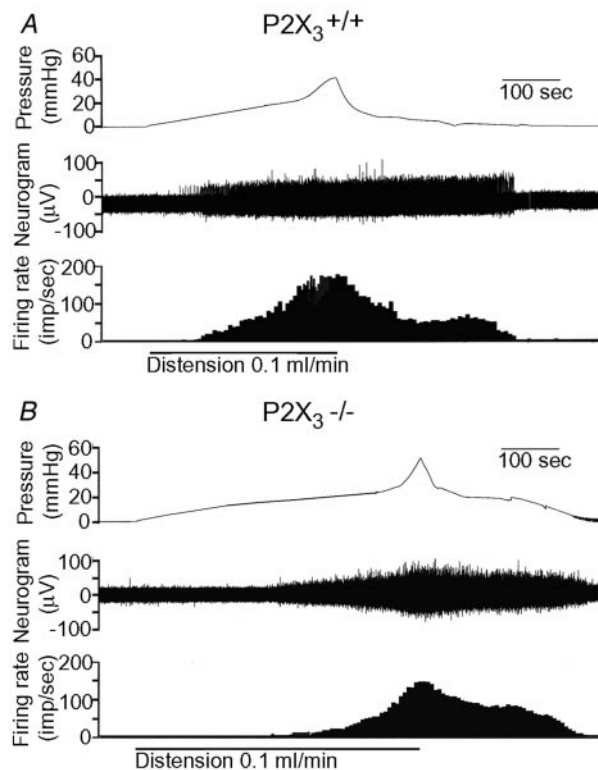 A
P2X3+/+
Pressure (mmHg)
60
40
20
0
100 sec
Neurogram (μV)
100
0
-100
Firing rate (imp/sec)
200
100
0
Distension 0.1 ml/min
B
P2X3 -/-
Pressure (mmHg)
60
40
20
0
100 sec
Neurogram (μV)
100
0
-100
Firing rate (imp/sec)
200
100
0
Distension 0.1 ml/min